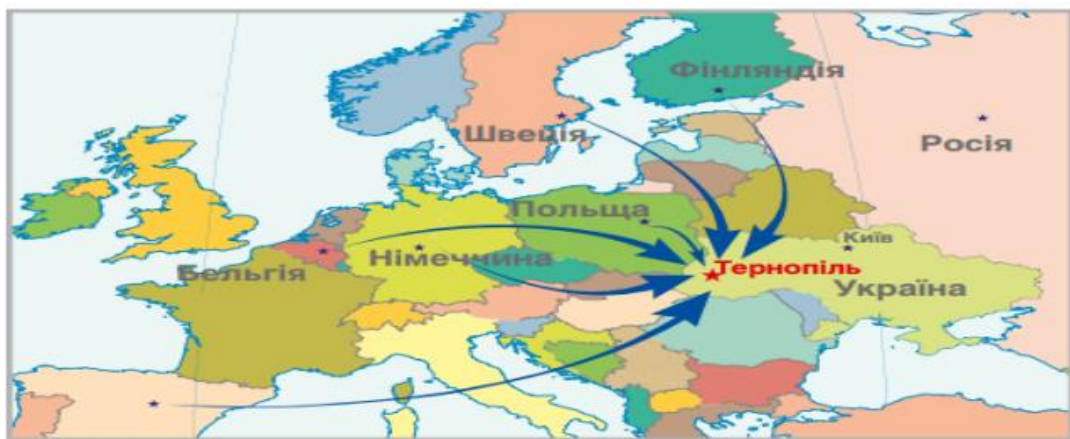 Фінляндія
Швеція
Росія
Польща
Київ
Бельгія
Німеччина
Тернопіль
Україна